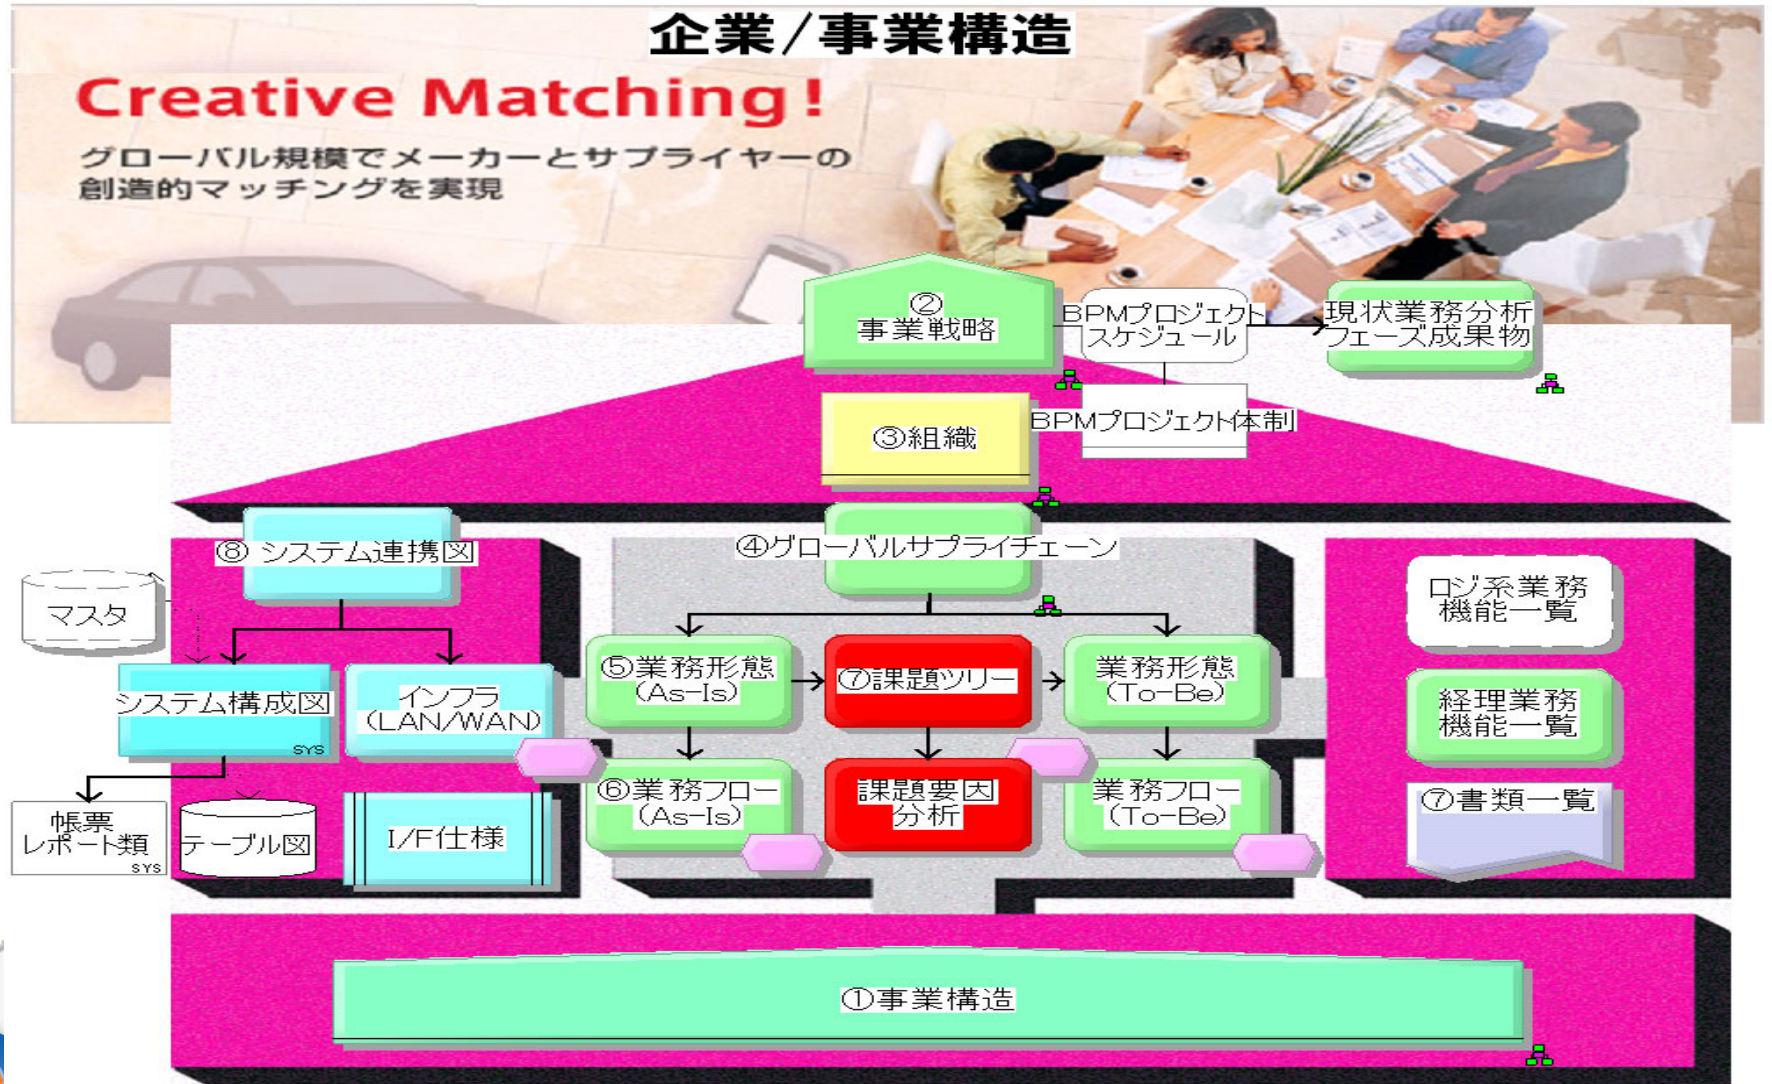 企業/事業構造
Creative Matching!
グローバル規模でメーカーとサプライヤーの
創造的マッチングを実現
②
事業戦略
BPMプロジェクト
スケジュール
現状業務分析
フェーズ成果物
③組織
BPMプロジェクト体制
⑧ システム連携図
④グローバルサプライチェーン
マスタ
ロジ系業務
機能一覧
⑤業務形態
(As-Is)
⑦課題ツリー
業務形態
(To-Be)
システム構成図
SYS
インフラ
(LAN/WAN)
経理業務
機能一覧
⑥業務フロー
(As-Is)
課題要因
分析
業務フロー
(To-Be)
⑦書類一覧
帳票
レポート類
SYS
テーブル図
I/F仕様
①事業構造